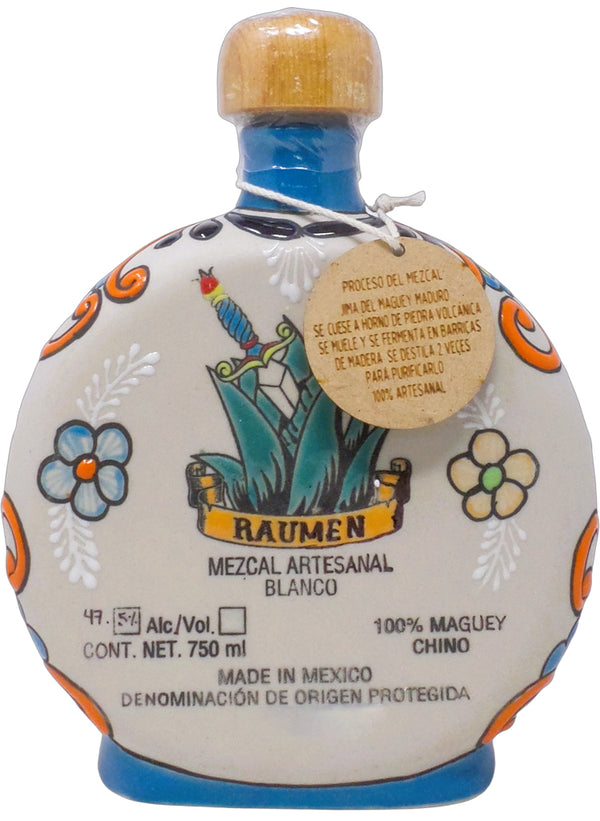 PROCESO DEL MEZCAL
JIMA DEL MAGUEY MADURO
SE CUESE A HORNO DE PIEDRA VOLCÁNICA
SE MUELE Y SE FERMENTA EN BARRICAS
DE MADERA SE DESTILA 2 VECES
PARA PURIFICARLO
100% ARTESANAL
RAUMEN
MEZCAL ARTESANAL
BLANCO
47. 5% Alc/Vol.
CONT. NET. 750 ml
100% MAGUEY
CHINO
MADE IN MEXICO
DENOMINACIÓN DE ORIGEN PROTEGIDA